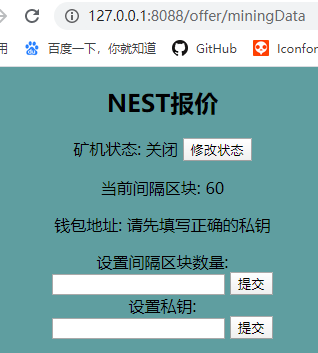 127.0.0.1:8088/offer/miningData
用 百度一下,你就知道 GitHub Iconfon
NEST报价
矿机状态: 关闭 修改状态
当前间隔区块: 60
钱包地址: 请先填写正确的私钥
设置间隔区块数量:
提交
设置私钥:
提交